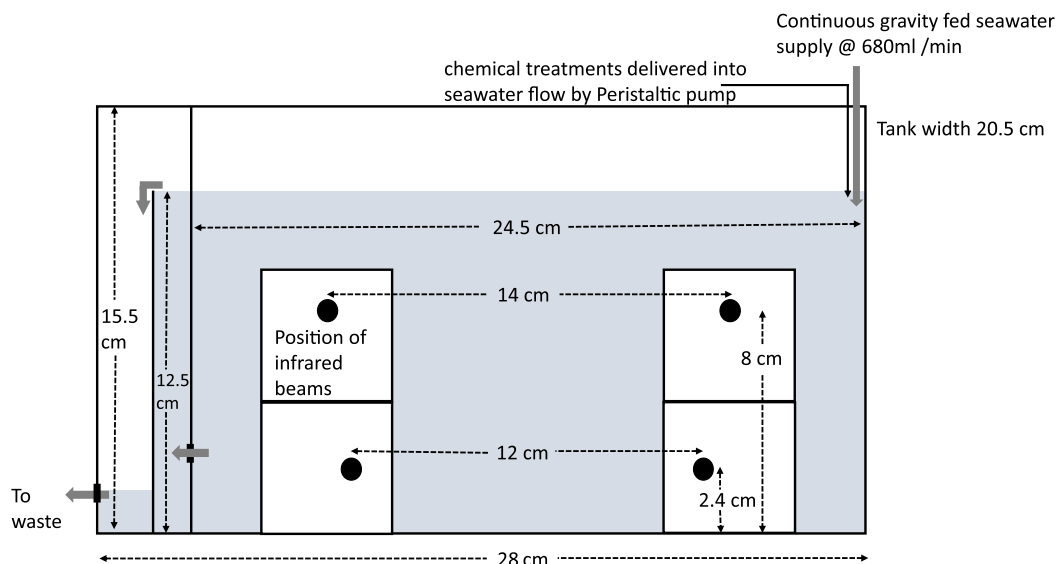 Continuous gravity fed seawater
supply @ 680ml /min
chemical treatments delivered into
seawater flow by Peristaltic pump
Tank width 20.5 cm
24.5 cm
14 cm
15.5
cm
Position of
infrared
beams
8 cm
12.5
cm
12 cm
2.4 cm
To
waste
28 cm